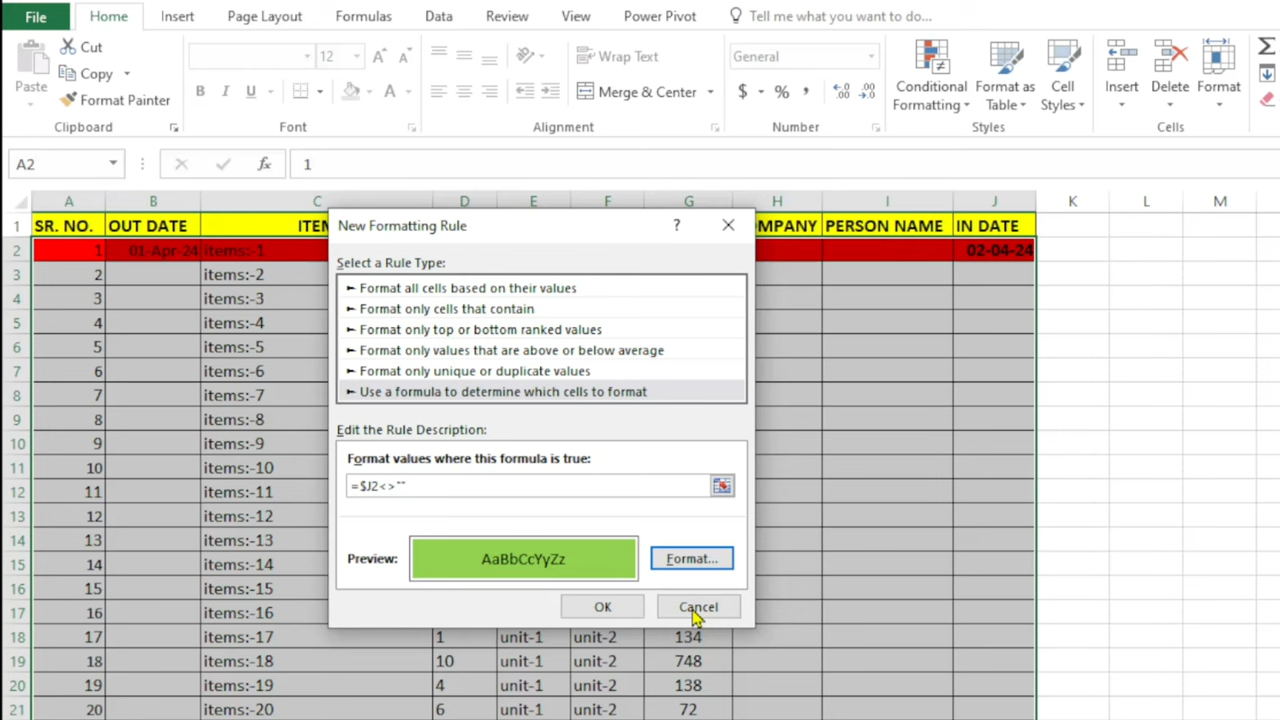 File Home Insert Page Layout Formulas Data Review View Power Pivot Tell me what you want to do...
Cut
Copy
Format Painter
Paste
Clipboard
12
B I U A
Font
Wrap Text
Merge & Center
Alignment
General
$ % ,
Number
Conditional Formatting
Format as Table
Cell Styles
Styles
Insert Delete Format
Cells
A2 fx 1
A B C D E F G H I J K L M
1 SR. NO. OUT DATE ITEM OMPANY PERSON NAME IN DATE
2 1 01-Apr-24 items:-1 02-04-24
3 2 items:-2
4 3 items:-3
5 4 items:-4
6 5 items:-5
7 6 items:-6
8 7 items:-7
9 8 items:-8
10 9 items:-9
11 10 items:-10
12 11 items:-11
13 12 items:-12
14 13 items:-13
15 14 items:-14
16 15 items:-15
17 16 items:-16
18 17 items:-17 1 unit-1 unit-2 134
19 18 items:-18 10 unit-1 unit-2 748
20 19 items:-19 4 unit-1 unit-2 138
21 20 items:-20 6 unit-1 unit-2 72
New Formatting Rule ?
Select a Rule Type:
► Format all cells based on their values
► Format only cells that contain
► Format only top or bottom ranked values
► Format only values that are above or below average
► Format only unique or duplicate values
► Use a formula to determine which cells to format
Edit the Rule Description:
Format values where this formula is true:
=$J2<>""
Preview: AaBbCcYyZz Format...
OK Cancel